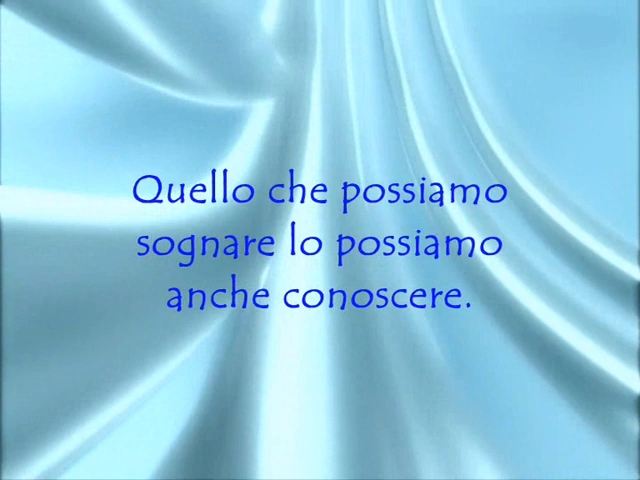 Quello che possiamo
sognare lo possiamo
anche conoscere.